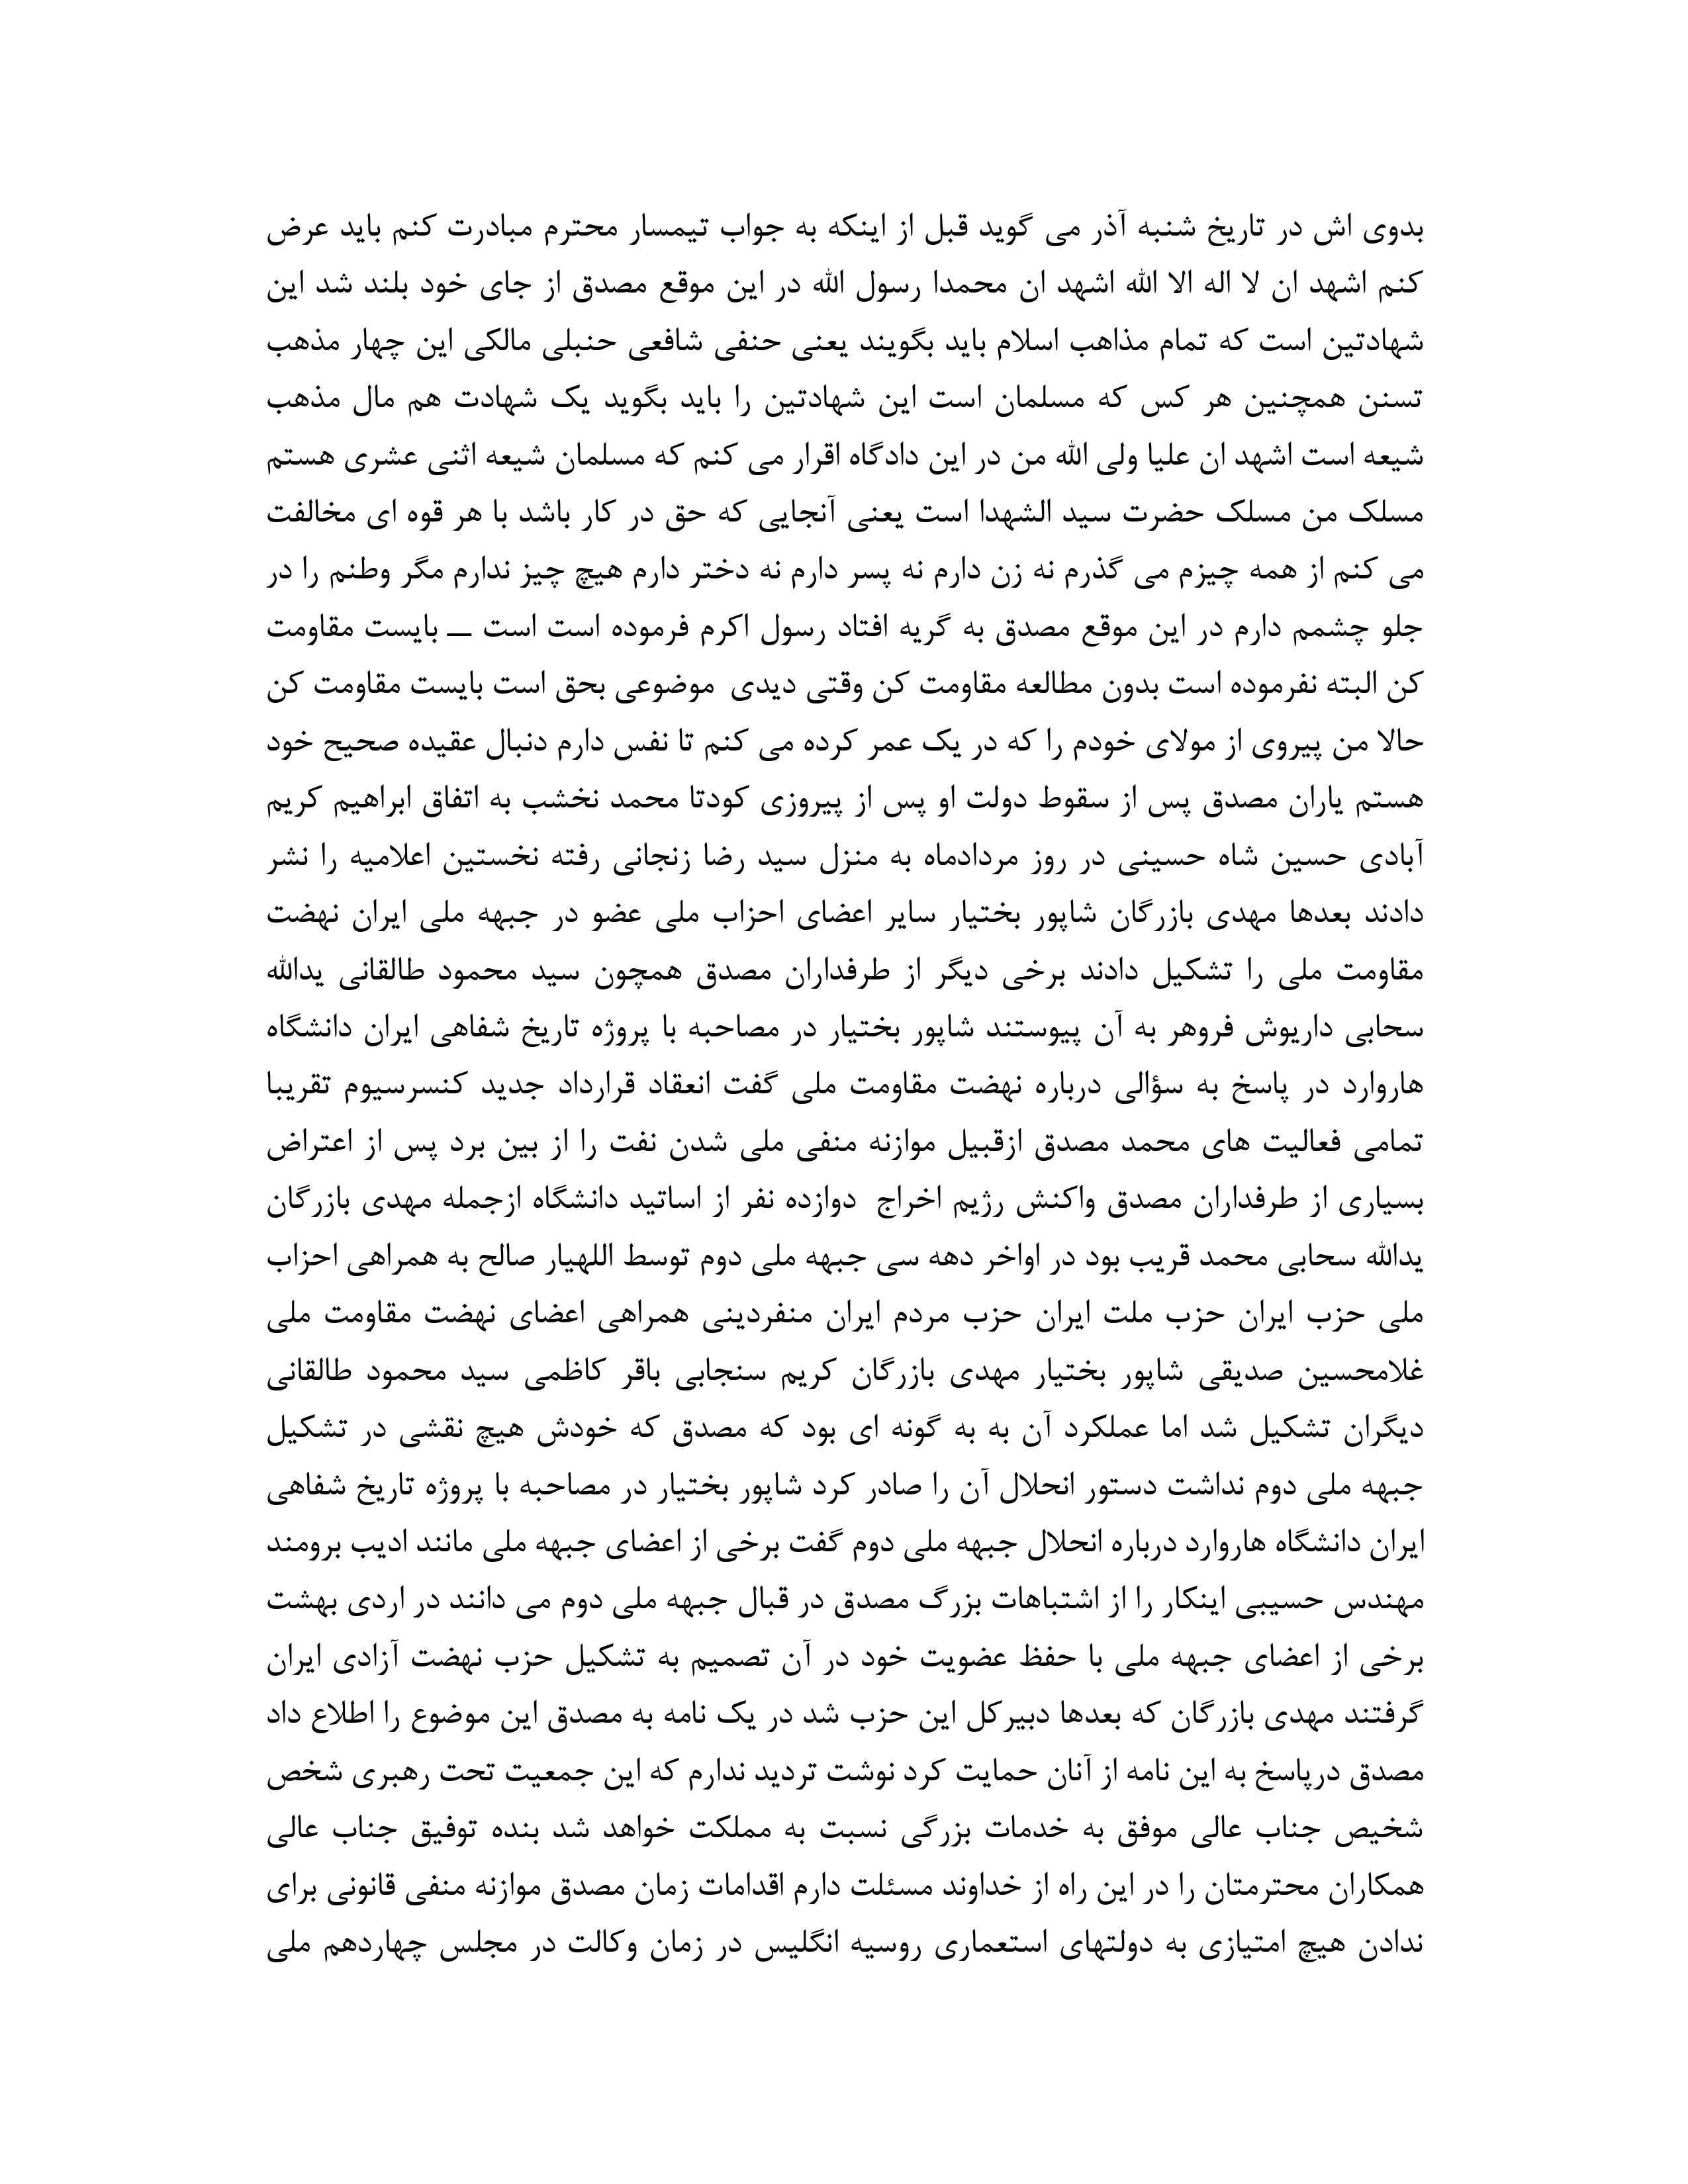 بدوی اش در تاریخ شنبه آذر می گوید قبل از اینکه به جواب تیمسار محترم مبادرت کنم باید عرض
کنم اشهد ان لا اله الا الله اشهد ان محمدا رسول الله در این موقع مصدق از جای خود بلند شد این
شهادتین است که تمام مذاهب اسلام باید بگویند یعنی حنفی شافعی حنبلی مالکی این چهار مذهب
تسنن همچنین هر کس که مسلمان است این شهادتین را باید بگوید یک شهادت هم مال مذهب
شیعه است اشهد ان علیا ولی الله من در این دادگاه اقرار می کنم که مسلمان شیعه اثنی عشری هستم
مسلک من مسلک حضرت سید الشهدا است یعنی آنجایی که حق در کار باشد با هر قوه ای مخالفت
می کنم از همه چیزم می گذرم نه زن دارم نه پسر دارم نه دختر دارم هیچ چیز ندارم مگر وطنم را در
جلو چشمم دارم در این موقع مصدق به گریه افتاد رسول اکرم فرموده است است ــ بایست مقاومت
کن البته نفرموده است بدون مطالعه مقاومت کن وقتی دیدی موضوعی بحق است بایست مقاومت کن
حالا من پیروی از مولای خودم را که در یک عمر کرده می کنم تا نفس دارم دنبال عقیده صحیح خود
هستم یاران مصدق پس از سقوط دولت او پس از پیروزی کودتا محمد نخشب به اتفاق ابراهیم کریم
آبادی حسین شاه حسینی در روز مردادماه به منزل سید رضا زنجانی رفته نخستین اعلامیه را نشر
دادند بعدها مهدی بازرگان شاپور بختیار سایر اعضای احزاب ملی عضو در جبهه ملی ایران نهضت
مقاومت ملی را تشکیل دادند برخی دیگر از طرفداران مصدق همچون سید محمود طالقانی یدالله
سحابی داریوش فروهر به آن پیوستند شاپور بختیار در مصاحبه با پروژه تاریخ شفاهی ایران دانشگاه
هاروارد در پاسخ به سؤالی درباره نهضت مقاومت ملی گفت انعقاد قرارداد جدید کنسرسیوم تقریبا
تمامی فعالیت های محمد مصدق ازقبیل موازنه منفی ملی شدن نفت را از بین برد پس از اعتراض
بسیاری از طرفداران مصدق واکنش رژیم اخراج دوازده نفر از اساتید دانشگاه ازجمله مهدی بازرگان
یدالله سحابی محمد قریب بود در اواخر دهه سی جبهه ملی دوم توسط اللهیار صالح به همراهی احزاب
ملی حزب ایران حزب ملت ایران حزب مردم ایران منفردینی همراهی اعضای نهضت مقاومت ملی
غلامحسین صدیقی شاپور بختیار مهدی بازرگان کریم سنجابی باقر کاظمی سید محمود طالقانی
دیگران تشکیل شد اما عملکرد آن به به گونه ای بود که مصدق که خودش هیچ نقشی در تشکیل
جبهه ملی دوم نداشت دستور انحلال آن را صادر کرد شاپور بختیار در مصاحبه با پروژه تاریخ شفاهی
ایران دانشگاه هاروارد درباره انحلال جبهه ملی دوم گفت برخی از اعضای جبهه ملی مانند ادیب برومند
مهندس حسیبی اینکار را از اشتباهات بزرگ مصدق در قبال جبهه ملی دوم می دانند در اردی بهشت
برخی از اعضای جبهه ملی با حفظ عضویت خود در آن تصمیم به تشکیل حزب نهضت آزادی ایران
گرفتند مهدی بازرگان که بعدها دبیرکل این حزب شد در یک نامه به مصدق این موضوع را اطلاع داد
مصدق درپاسخ به این نامه از آنان حمایت کرد نوشت تردید ندارم که این جمعیت تحت رهبری شخص
شخیص جناب عالی موفق به خدمات بزرگی نسبت به مملکت خواهد شد بنده توفیق جناب عالی
همکاران محترمتان را در این راه از خداوند مسئلت دارم اقدامات زمان مصدق موازنه منفی قانونی برای
ندادن هیچ امتیازی به دولتهای استعماری روسیه انگلیس در زمان وکالت در مجلس چهاردهم ملی